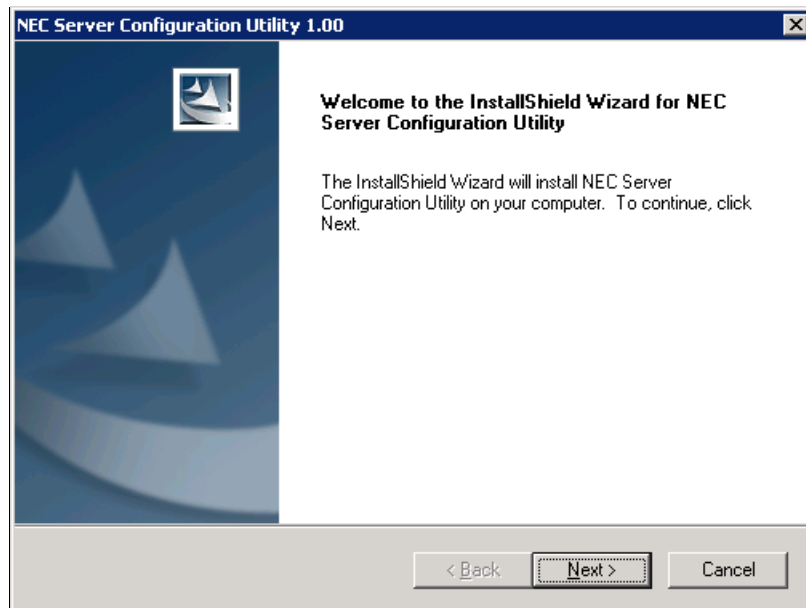 NEC Server Configuration Utility 1.00
Welcome to the InstallShield Wizard for NEC
Server Configuration Utility
The InstallShield Wizard will install NEC Server
Configuration Utility on your computer. To continue, click
Next.
< Back
Next >
Cancel